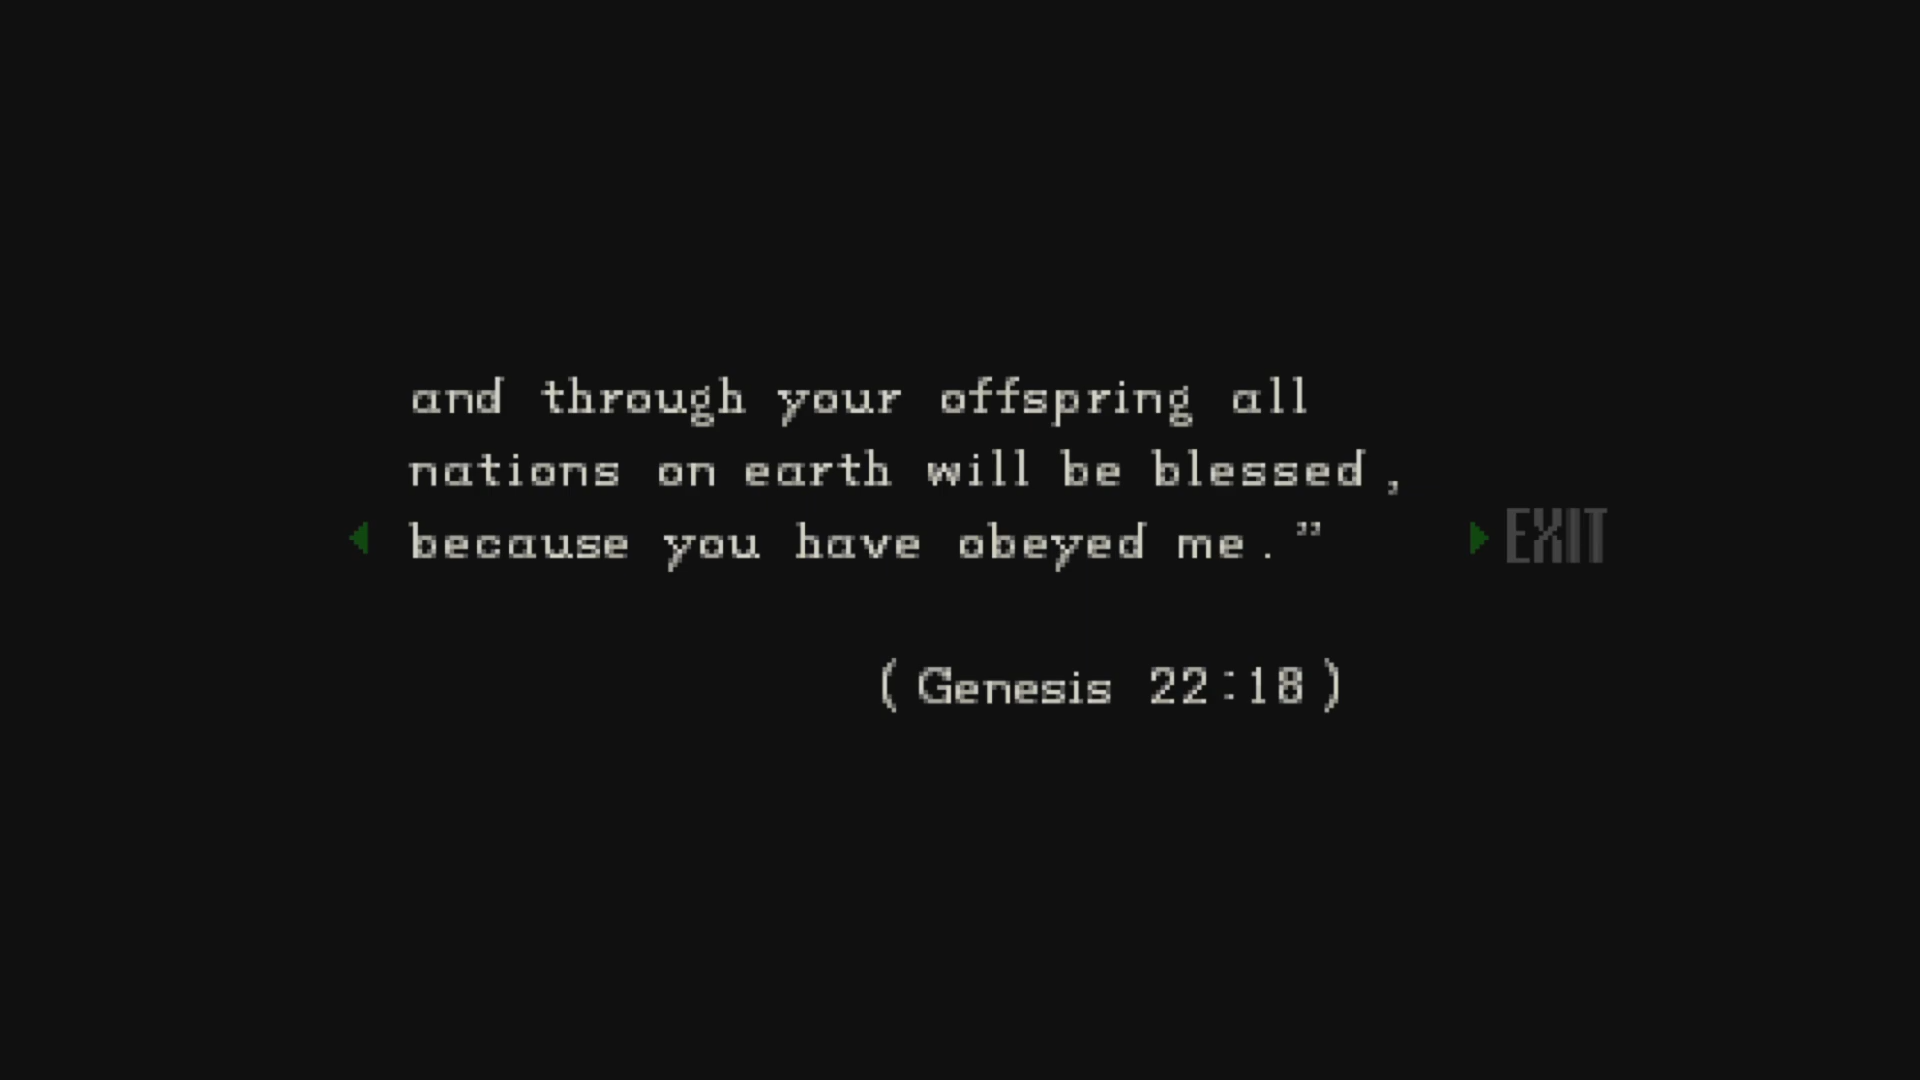 and through your offspring all
nations on earth will be blessed,
because you have obeyed me.”
EXIT
(Genesis 22:18)